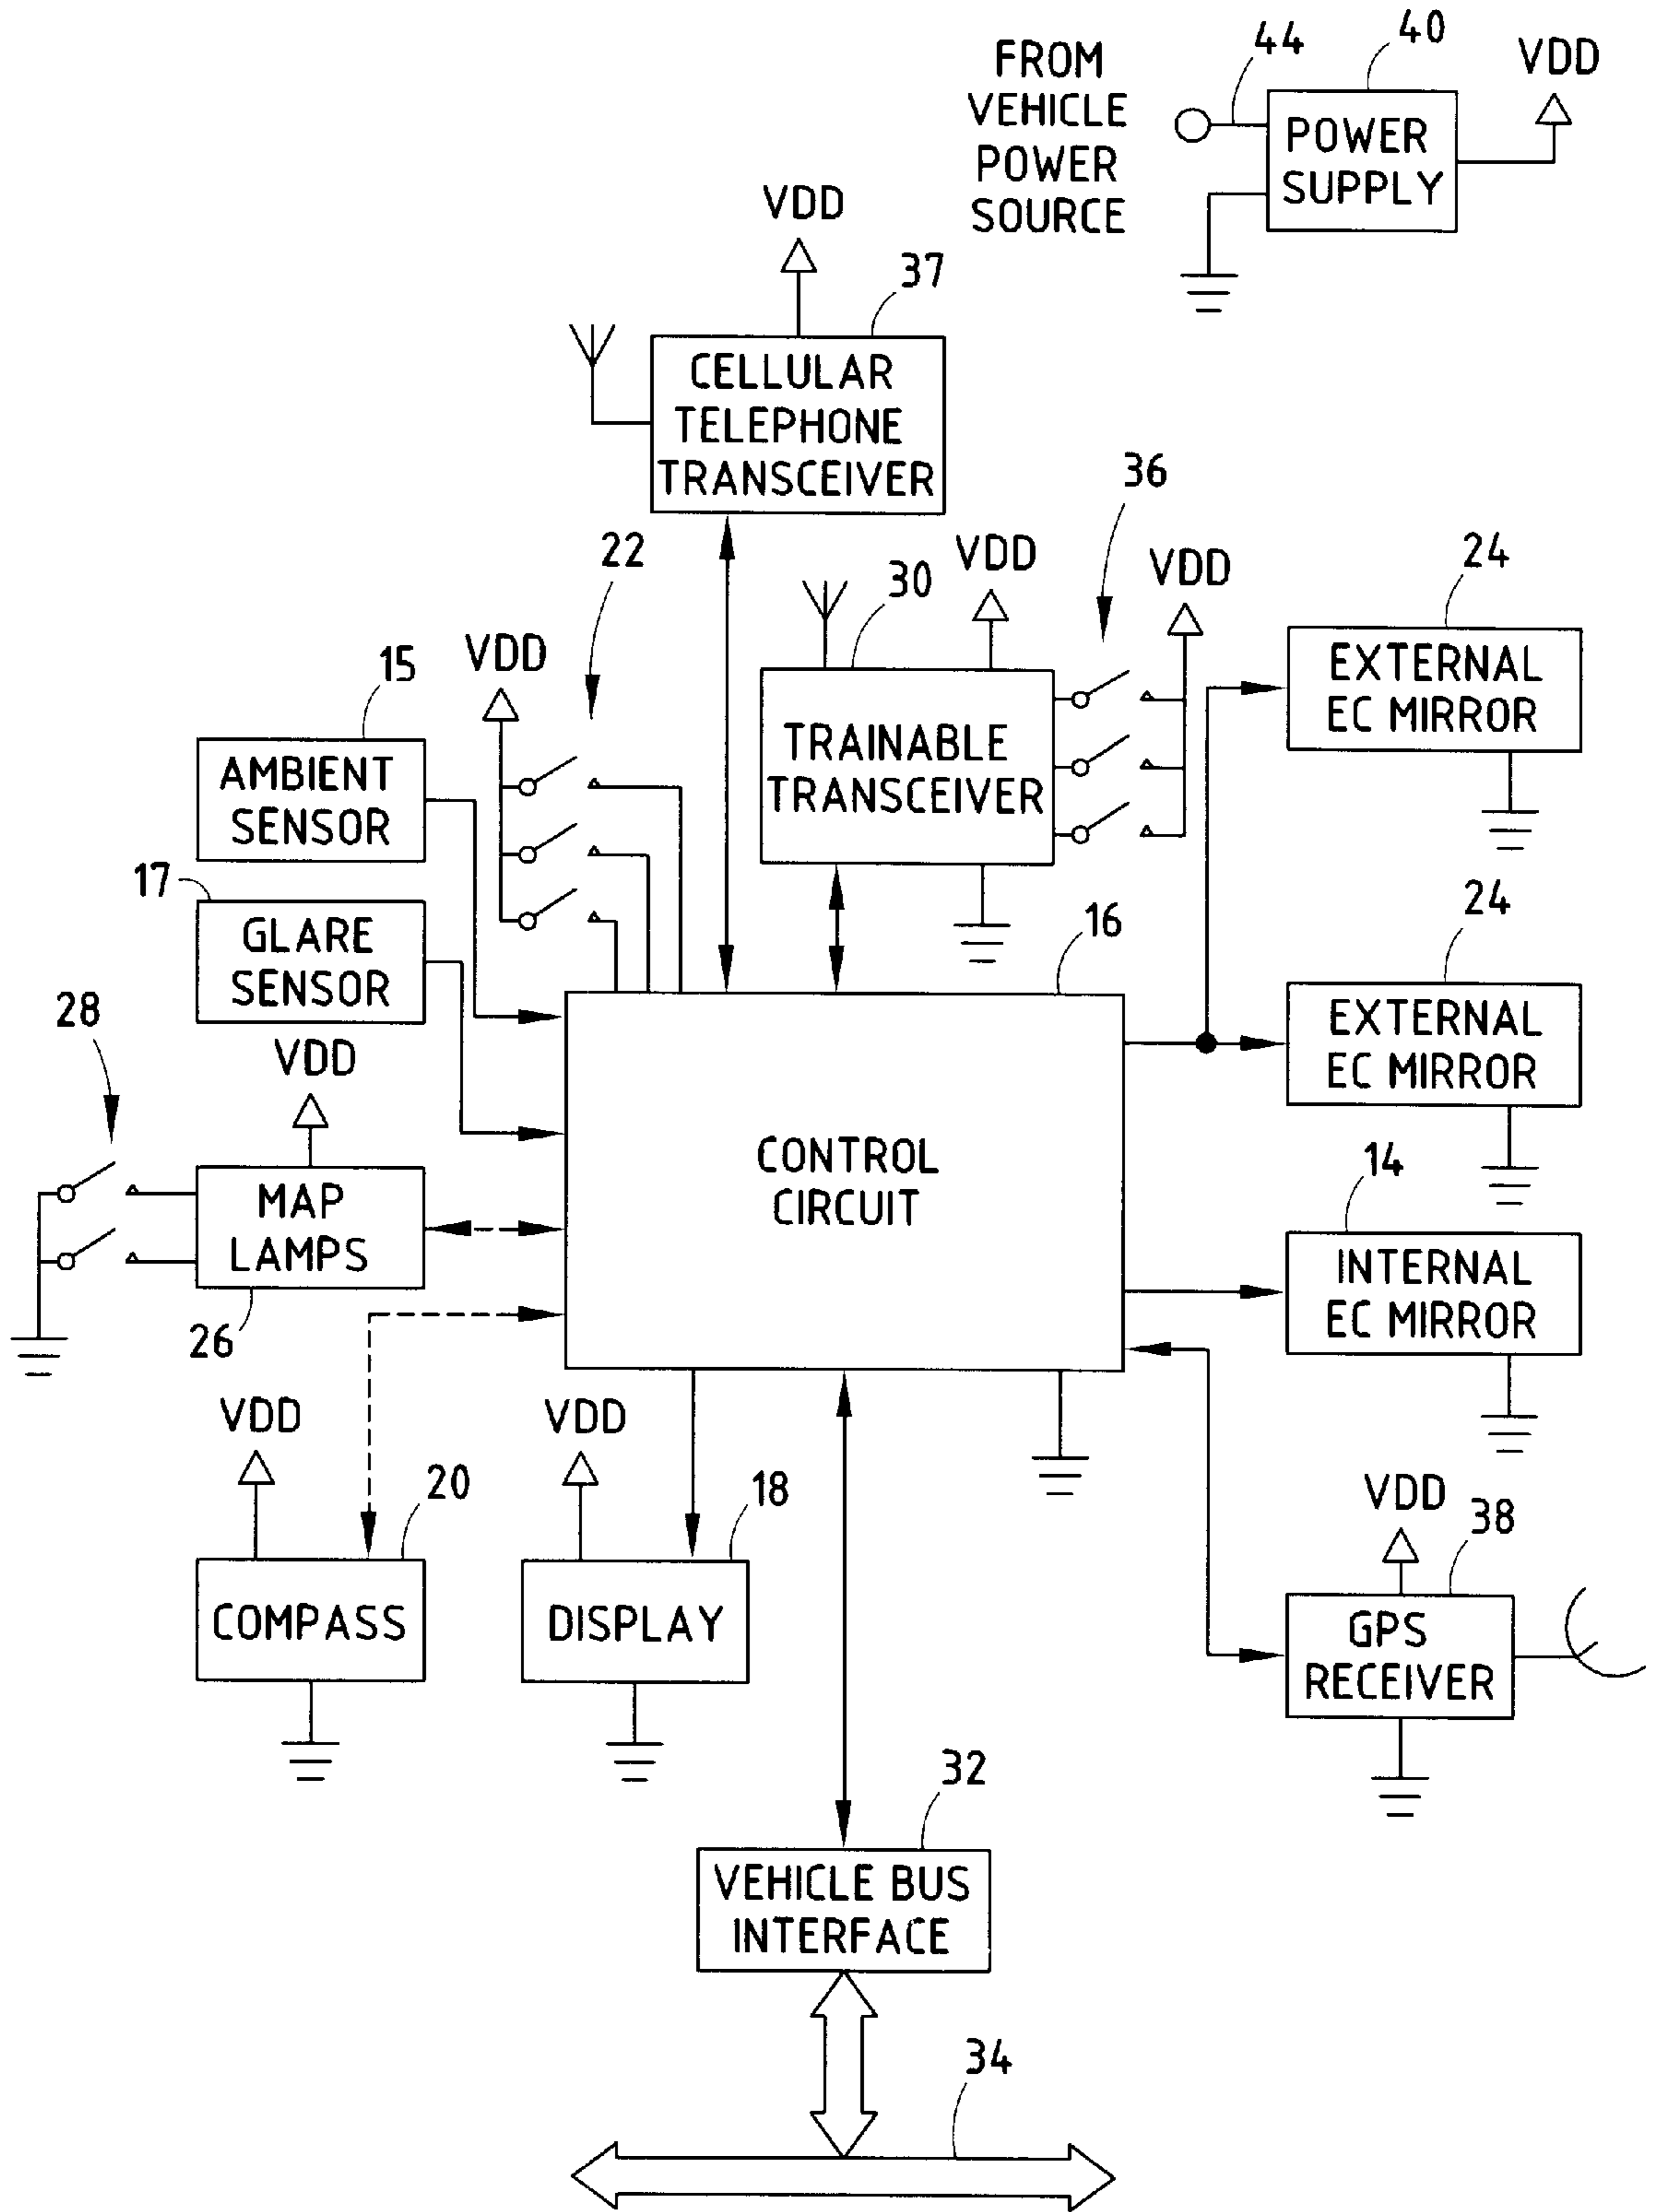 FROM
VEHICLE
POWER
SOURCE
44
40
VDD
POWER
SUPPLY
VDD
37
CELLULAR
TELEPHONE
TRANSCEIVER
36
22
VDD
30
VDD
24
EXTERNAL
EC MIRROR
VDD
15
AMBIENT
SENSOR
TRAINABLE
TRANSCEIVER
17
GLARE
SENSOR
16
24
EXTERNAL
EC MIRROR
28
VDD
MAP
LAMPS
26
CONTROL
CIRCUIT
14
INTERNAL
EC MIRROR
VDD
20
COMPASS
VDD
18
DISPLAY
VDD
38
GPS
RECEIVER
32
VEHICLE BUS
INTERFACE
34